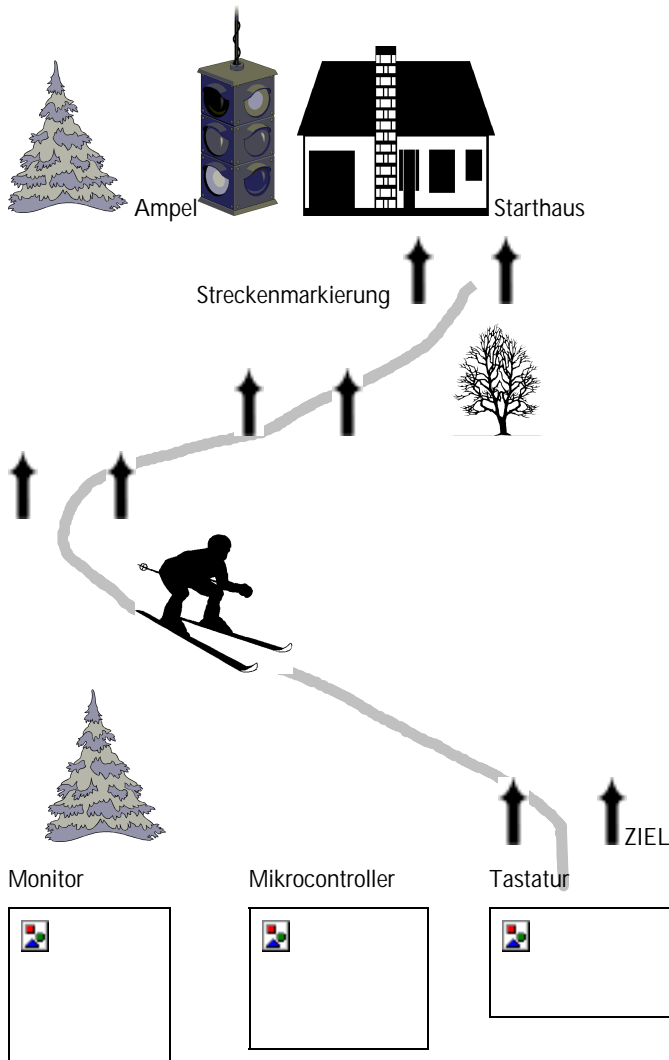 Ampel
Starthaus
Streckenmarkierung
ZIEL
Monitor
Mikrocontroller
Tastatur